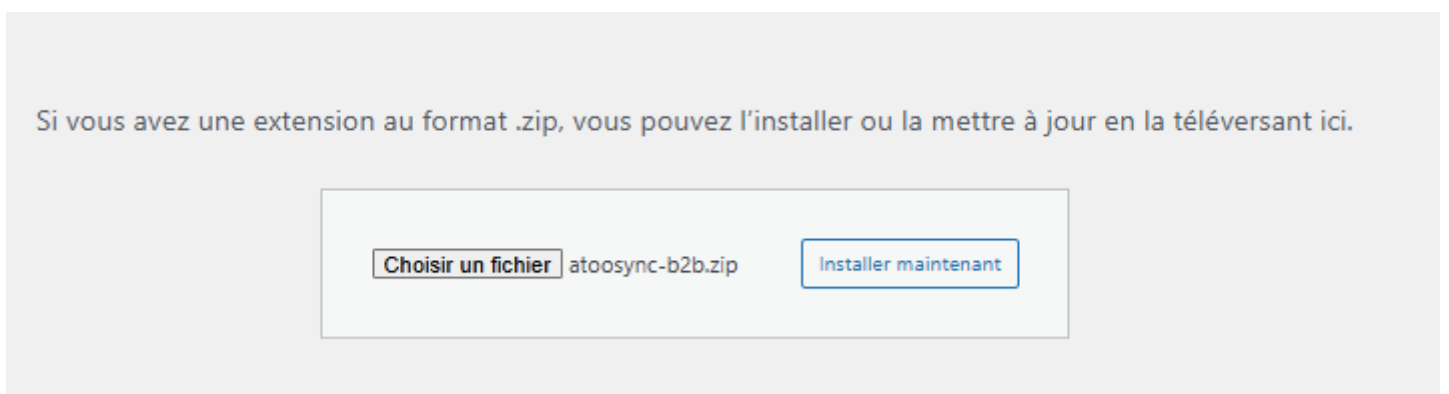 Si vous avez une extension au format .zip, vous pouvez l’installer ou la mettre à jour en la téléversant ici.
Choisir un fichier atoosync-b2b.zip Installer maintenant